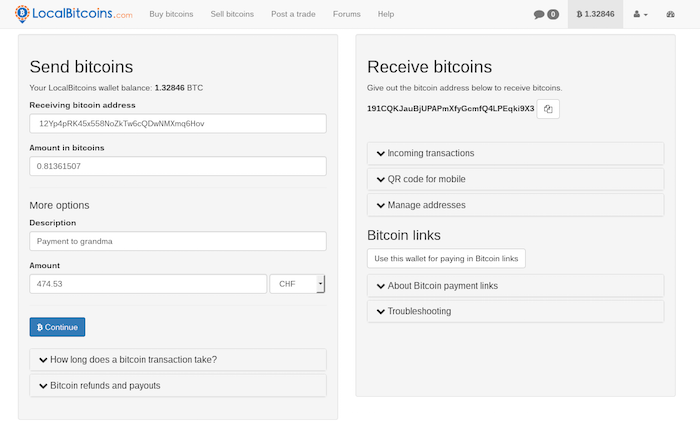 LocalBitcoins.com Buy bitcoins Sell bitcoins Post a trade Forums Help 0 1.32846
Send bitcoins
Your LocalBitcoins wallet balance: 1.32846 BTC
Receiving bitcoin address
12Yp4pRK45x558NoZkTw6cQDwNMXmq6Hov
Amount in bitcoins
0.81361507
More options
Description
Payment to grandma
Amount
474.53 CHF
Continue
How long does a bitcoin transaction take?
Bitcoin refunds and payouts
Receive bitcoins
Give out the bitcoin address below to receive bitcoins.
191CQKJauBjUPAPmXfyGcmfQ4LPEqki9X3
Incoming transactions
QR code for mobile
Manage addresses
Bitcoin links
Use this wallet for paying in Bitcoin links
About Bitcoin payment links
Troubleshooting